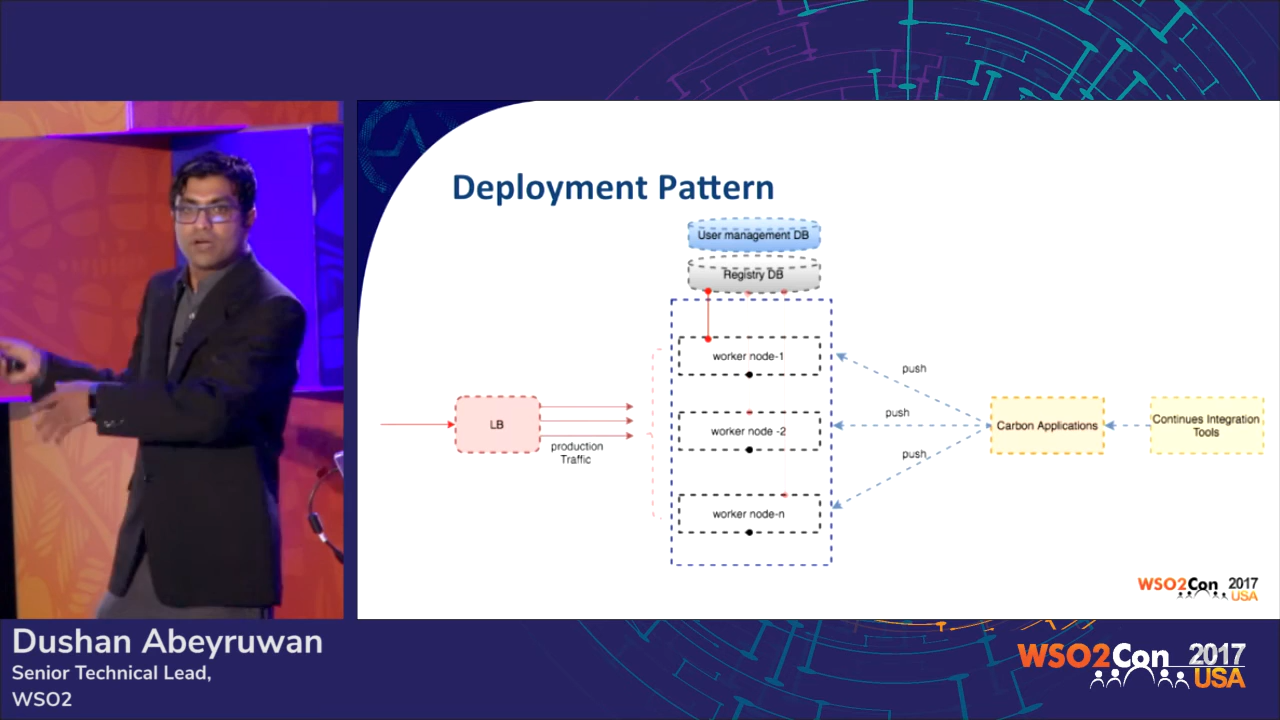 Deployment Pattern
User management DB
Registry DB
worker node-1
worker node -2
worker node-n
LB
production
Traffic
push
push
push
Carbon Applications
Continues Integration
Tools
WSO2Con 2017
USA
Dushan Abeyruwan
Senior Technical Lead,
WSO2
WSO2Con 2017
USA